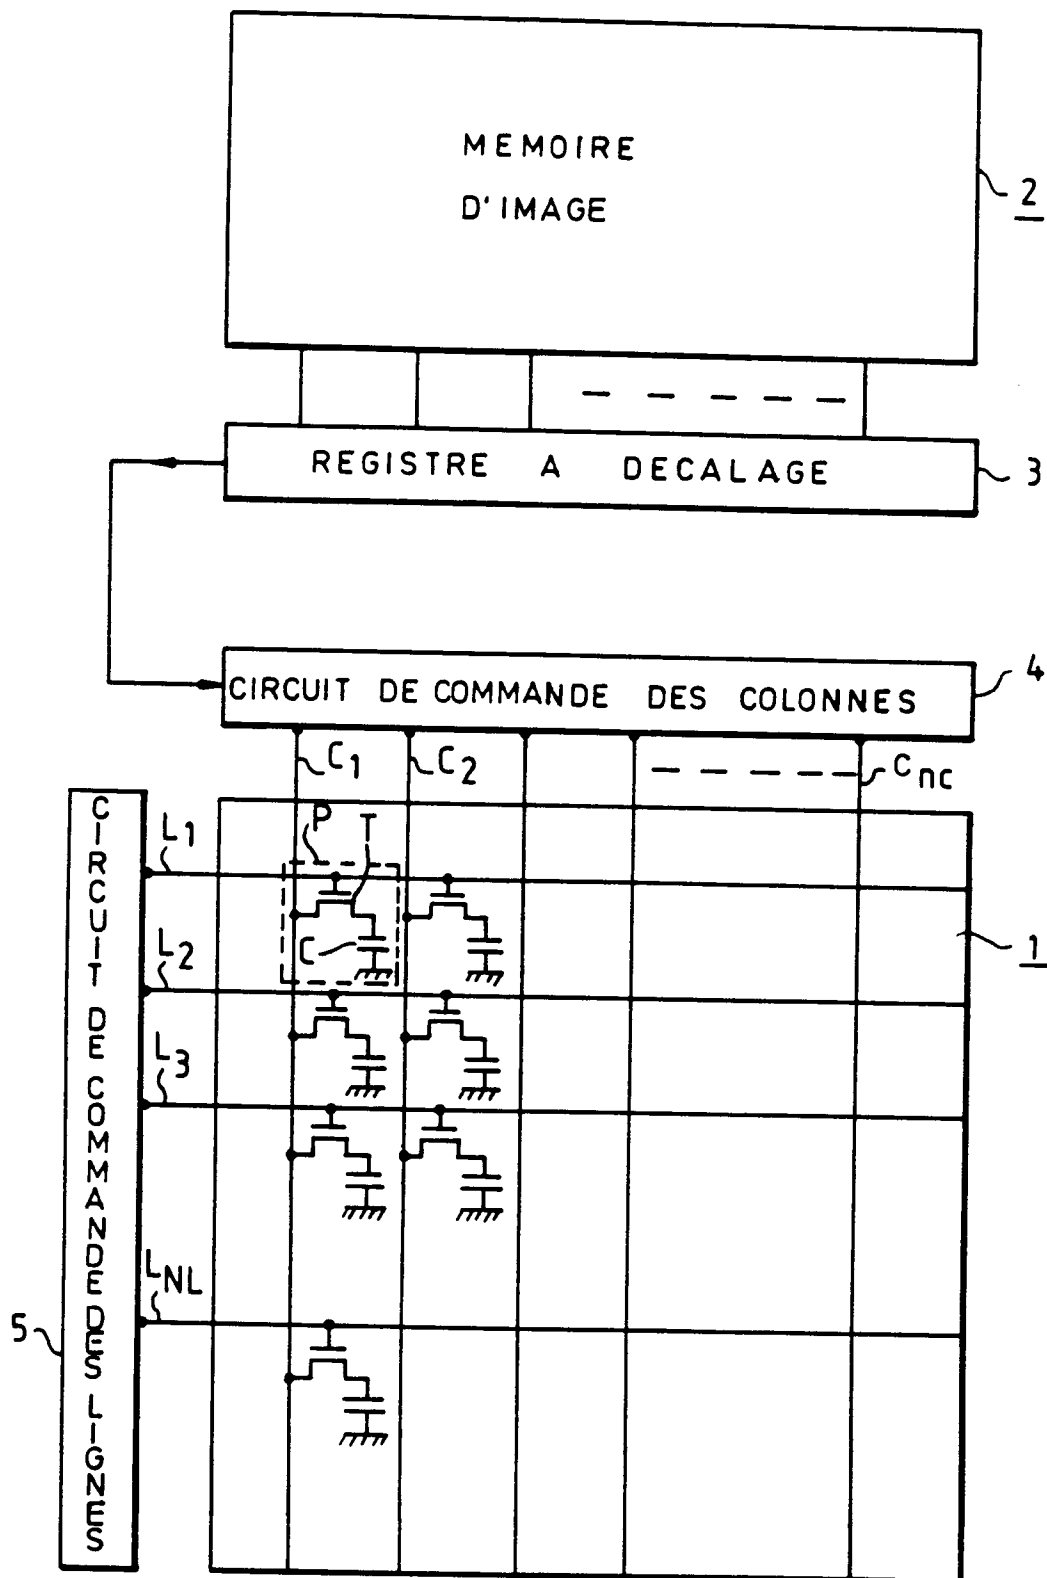 MEMOIRE
D'IMAGE
2
REGISTRE A DECALAGE
3
CIRCUIT DE COMMANDE DES COLONNES
4
C1
C2
Cnc
CIRCUIT DE COMMANDE DES LIGNES
L1
P
T
C
1
L2
L3
LNL
5